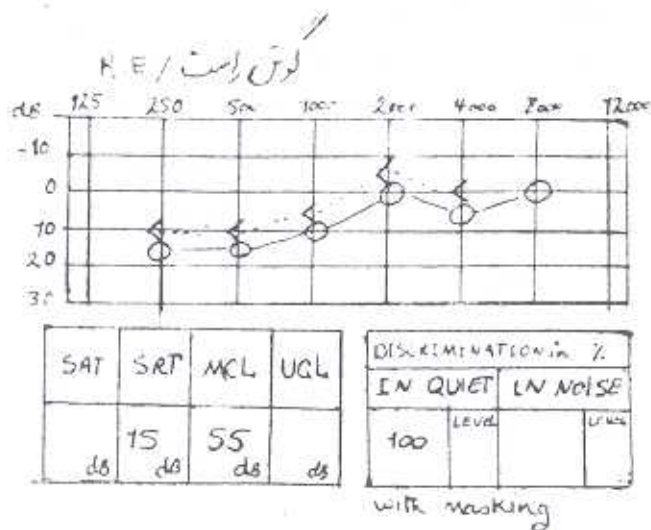 گوش راست / R.E
dB 125 250 500 1000 2000 4000 8000 12000
-10
0
10
20
30
SAT SRT MCL UCL
dB 15 dB 55 dB dB
DISCRIMINATION in %
IN QUIET IN NOISE
100 LEVEL LEVEL
with masking